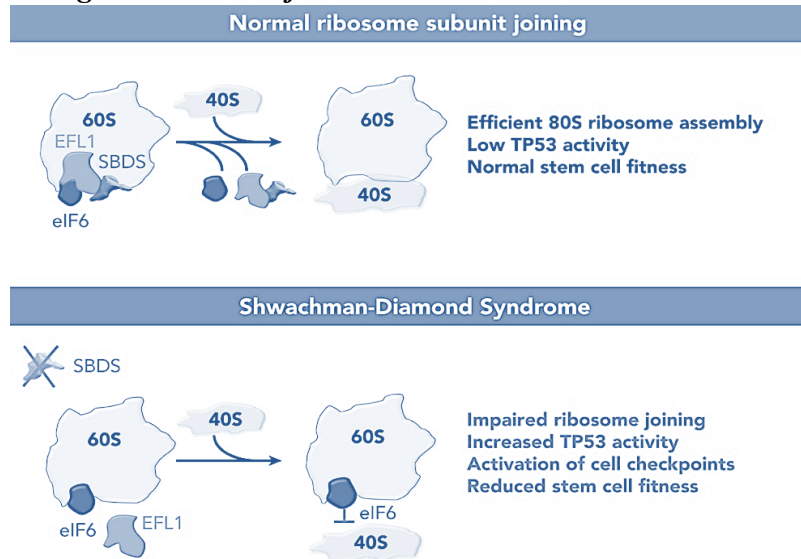 Normal ribosome subunit joining
40S
60S
EFL1
SBDS
eIF6
60S
40S
Efficient 80S ribosome assembly
Low TP53 activity
Normal stem cell fitness
Shwachman-Diamond Syndrome
SBDS
40S
60S
eIF6
EFL1
60S
eIF6
40S
Impaired ribosome joining
Increased TP53 activity
Activation of cell checkpoints
Reduced stem cell fitness